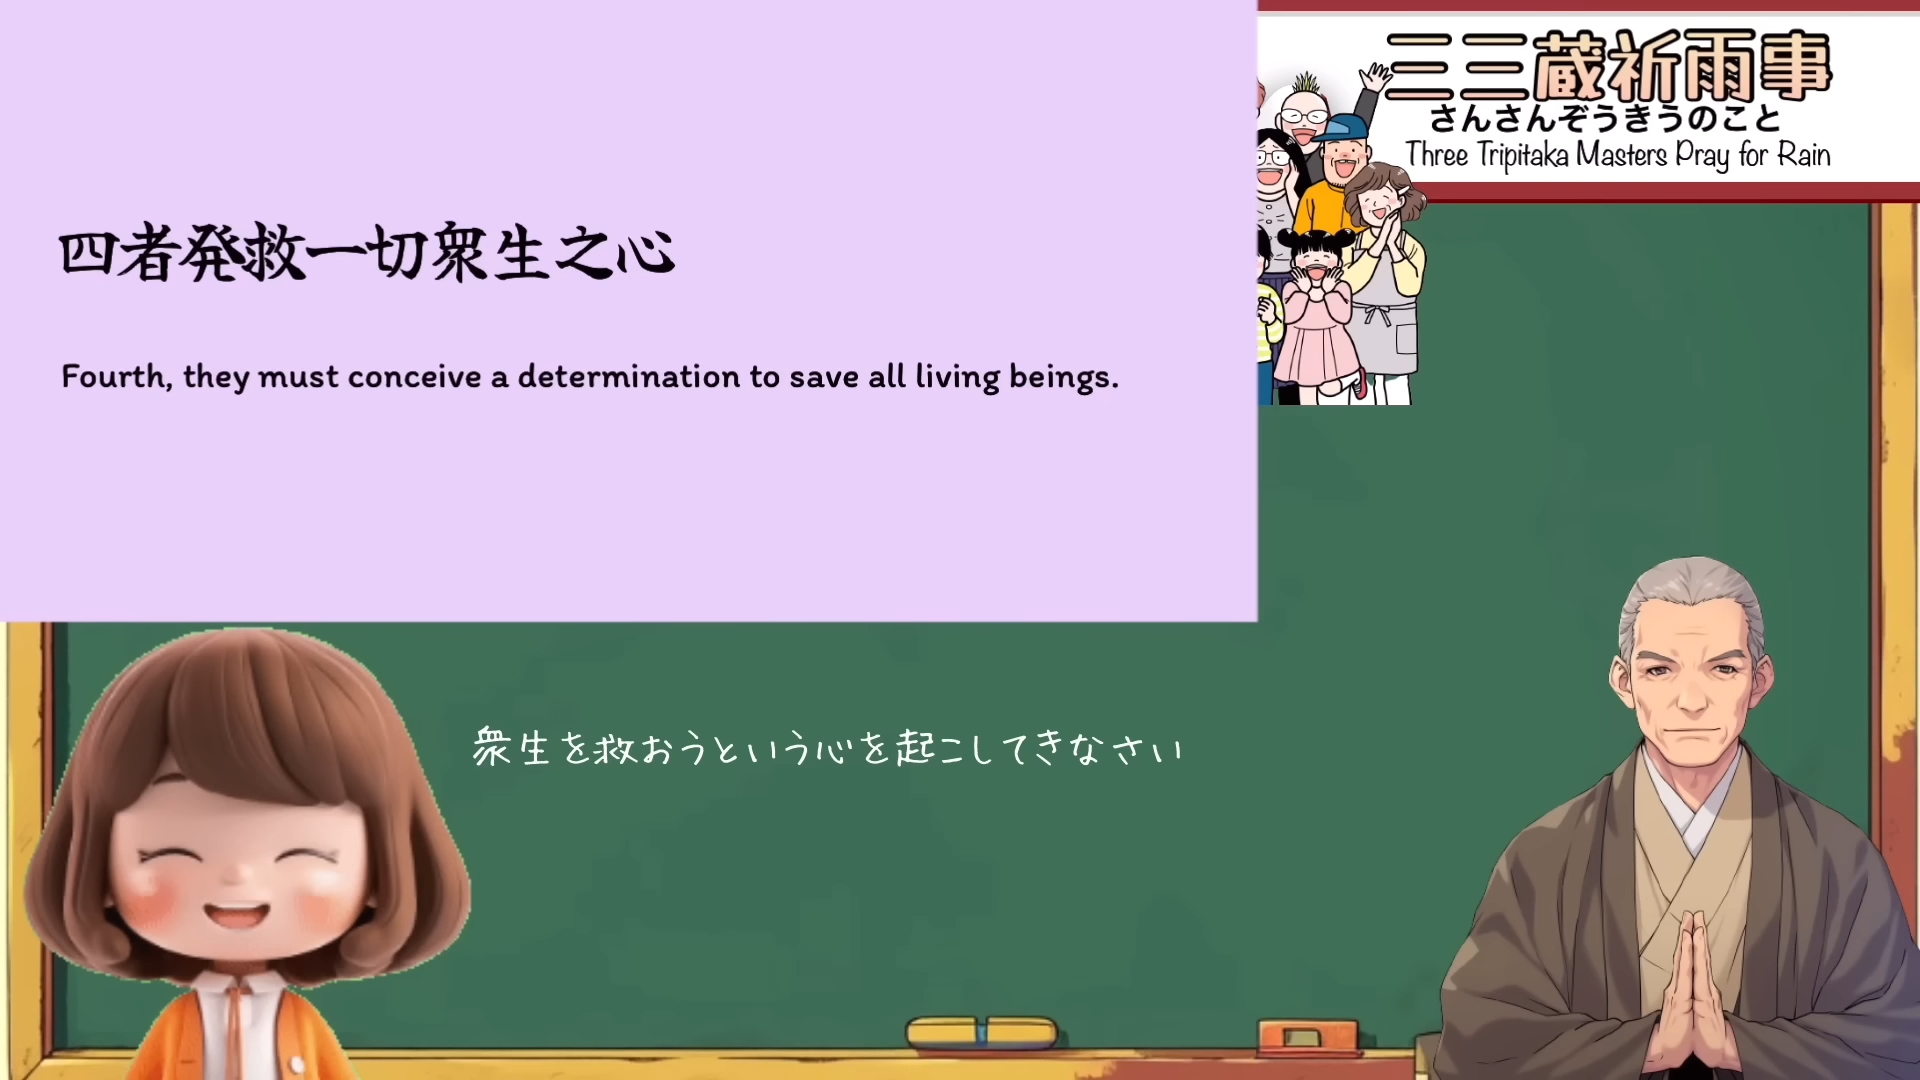 四者発救一切衆生之心
Fourth, they must conceive a determination to save all living beings.
三三蔵祈雨事
さんさんぞうきうのこと
Three Tripitaka Masters Pray for Rain
衆生を救おうという心を起こしてきなさい